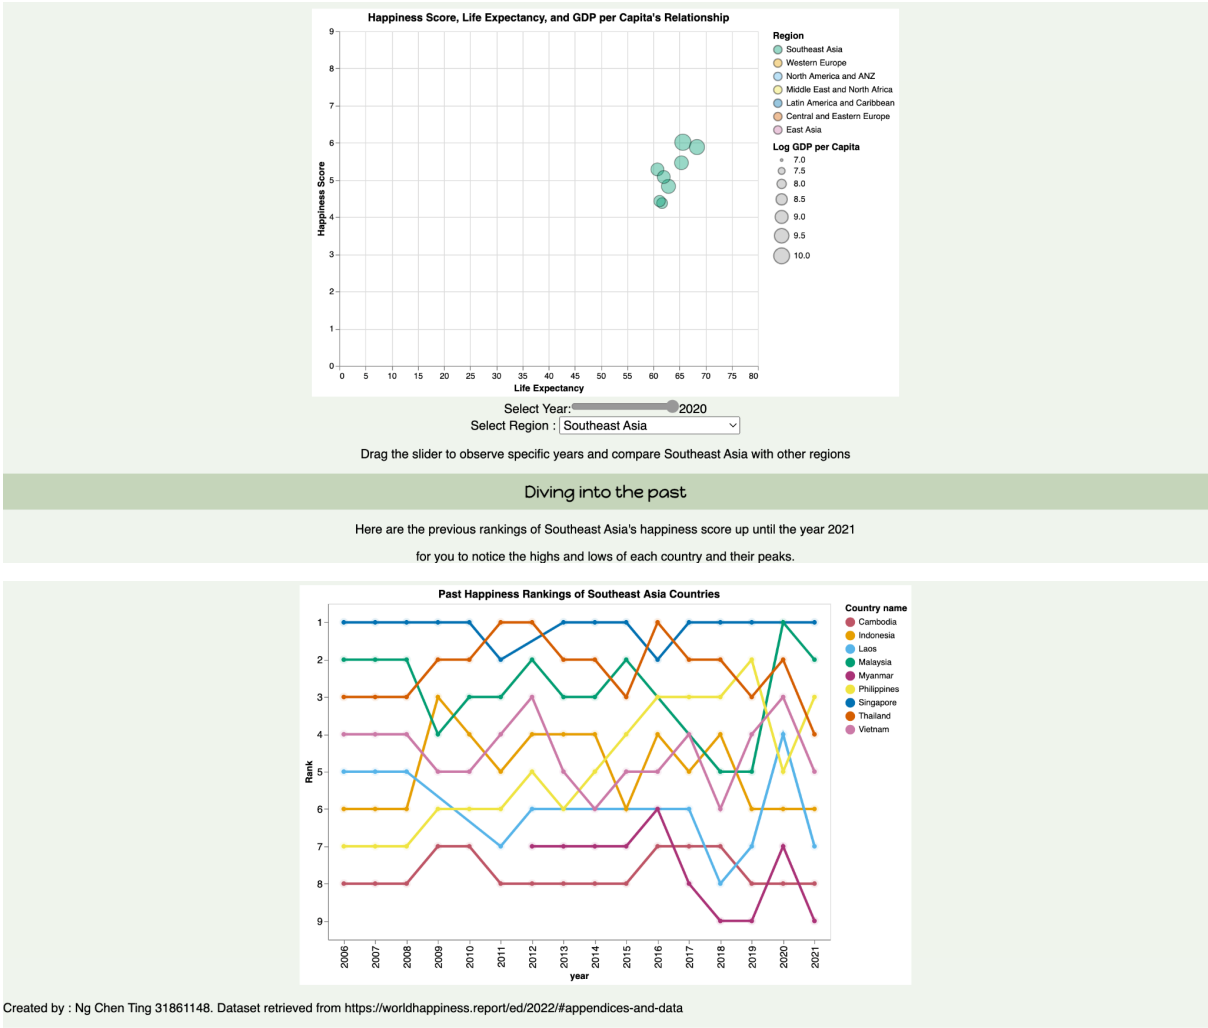 Happiness Score, Life Expectancy, and GDP per Capita's Relationship
Happiness Score
9
8
7
6
5
4
3
2
1
0
0 5 10 15 20 25 30 35 40 45 50 55 60 65 70 75 80
Life Expectancy
Region
Southeast Asia
Western Europe
North America and ANZ
Middle East and North Africa
Latin America and Caribbean
Central and Eastern Europe
East Asia
Log GDP per Capita
7.0
7.5
8.0
8.5
9.0
9.5
10.0
Select Year: 2020
Select Region : Southeast Asia
Drag the slider to observe specific years and compare Southeast Asia with other regions
Diving into the past
Here are the previous rankings of Southeast Asia's happiness score up until the year 2021
for you to notice the highs and lows of each country and their peaks.
Past Happiness Rankings of Southeast Asia Countries
Rank
1
2
3
4
5
6
7
8
9
2006 2007 2008 2009 2010 2011 2012 2013 2014 2015 2016 2017 2018 2019 2020 2021
year
Country name
Cambodia
Indonesia
Laos
Malaysia
Myanmar
Philippines
Singapore
Thailand
Vietnam
Created by : Ng Chen Ting 31861148. Dataset retrieved from https://worldhappiness.report/ed/2022/#appendices-and-data